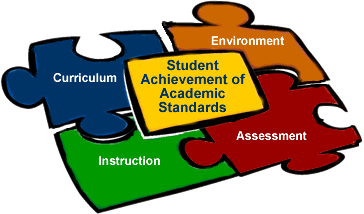 Environment
Student
Achievement of
Academic
Standards
Curriculum
Assessment
Instruction